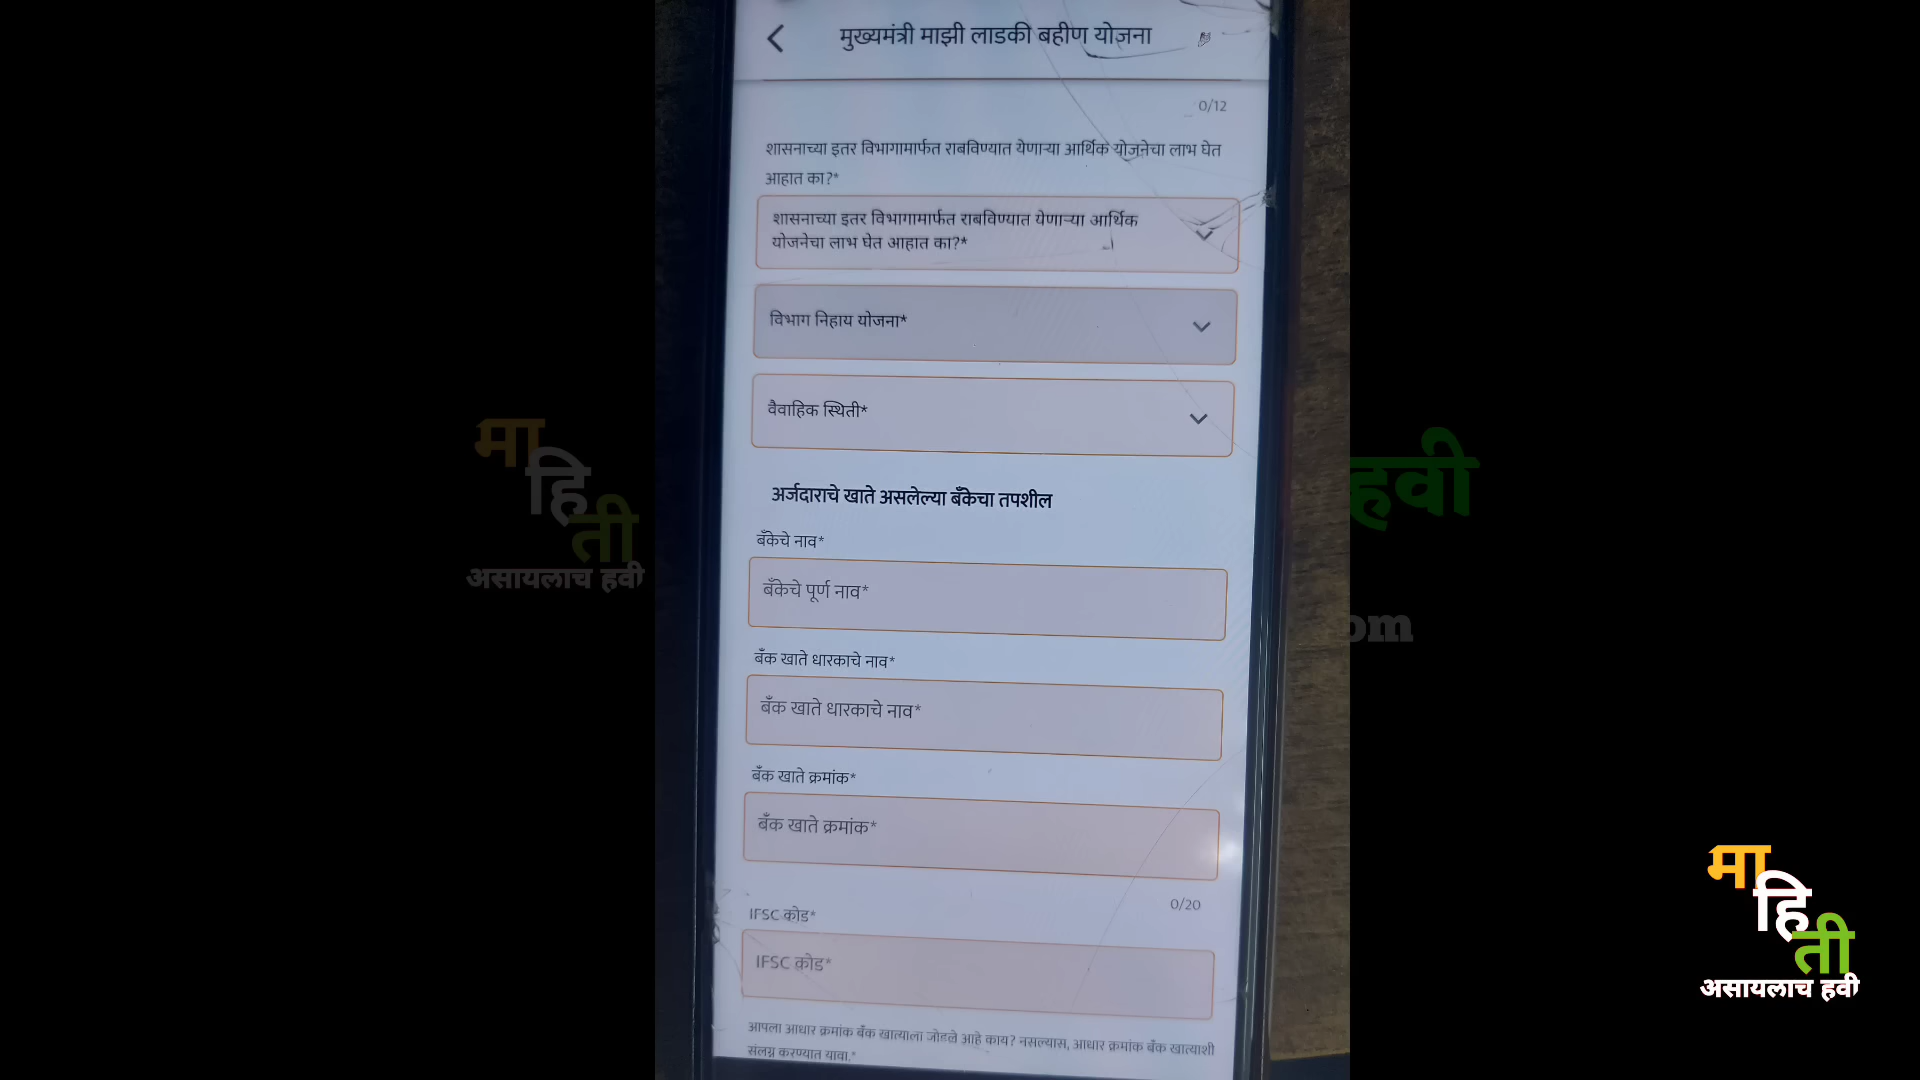 मुख्यमंत्री माझी लाडकी बहीण योजना
0/12
शासनाच्या इतर विभागामार्फत राबविण्यात येणाऱ्या आर्थिक योजनेचा लाभ घेत
आहात का?*
शासनाच्या इतर विभागामार्फत राबविण्यात येणाऱ्या आर्थिक
योजनेचा लाभ घेत आहात का?*
विभाग निहाय योजना*
वैवाहिक स्थिती*
अर्जदाराचे खाते असलेल्या बँकेचा तपशील
बँकेचे नाव*
बँकेचे पूर्ण नाव*
बँक खाते धारकाचे नाव*
बँक खाते धारकाचे नाव*
बँक खाते क्रमांक*
बँक खाते क्रमांक*
0/20
IFSC कोड*
IFSC कोड*
आपला आधार क्रमांक बँक खात्याला जोडले आहे काय? नसल्यास, आधार क्रमांक बँक खात्याशी
संलग्न करण्यात यावा.*
माहिती
असायलाच हवी
हवी
om
माहिती
असायलाच हवी